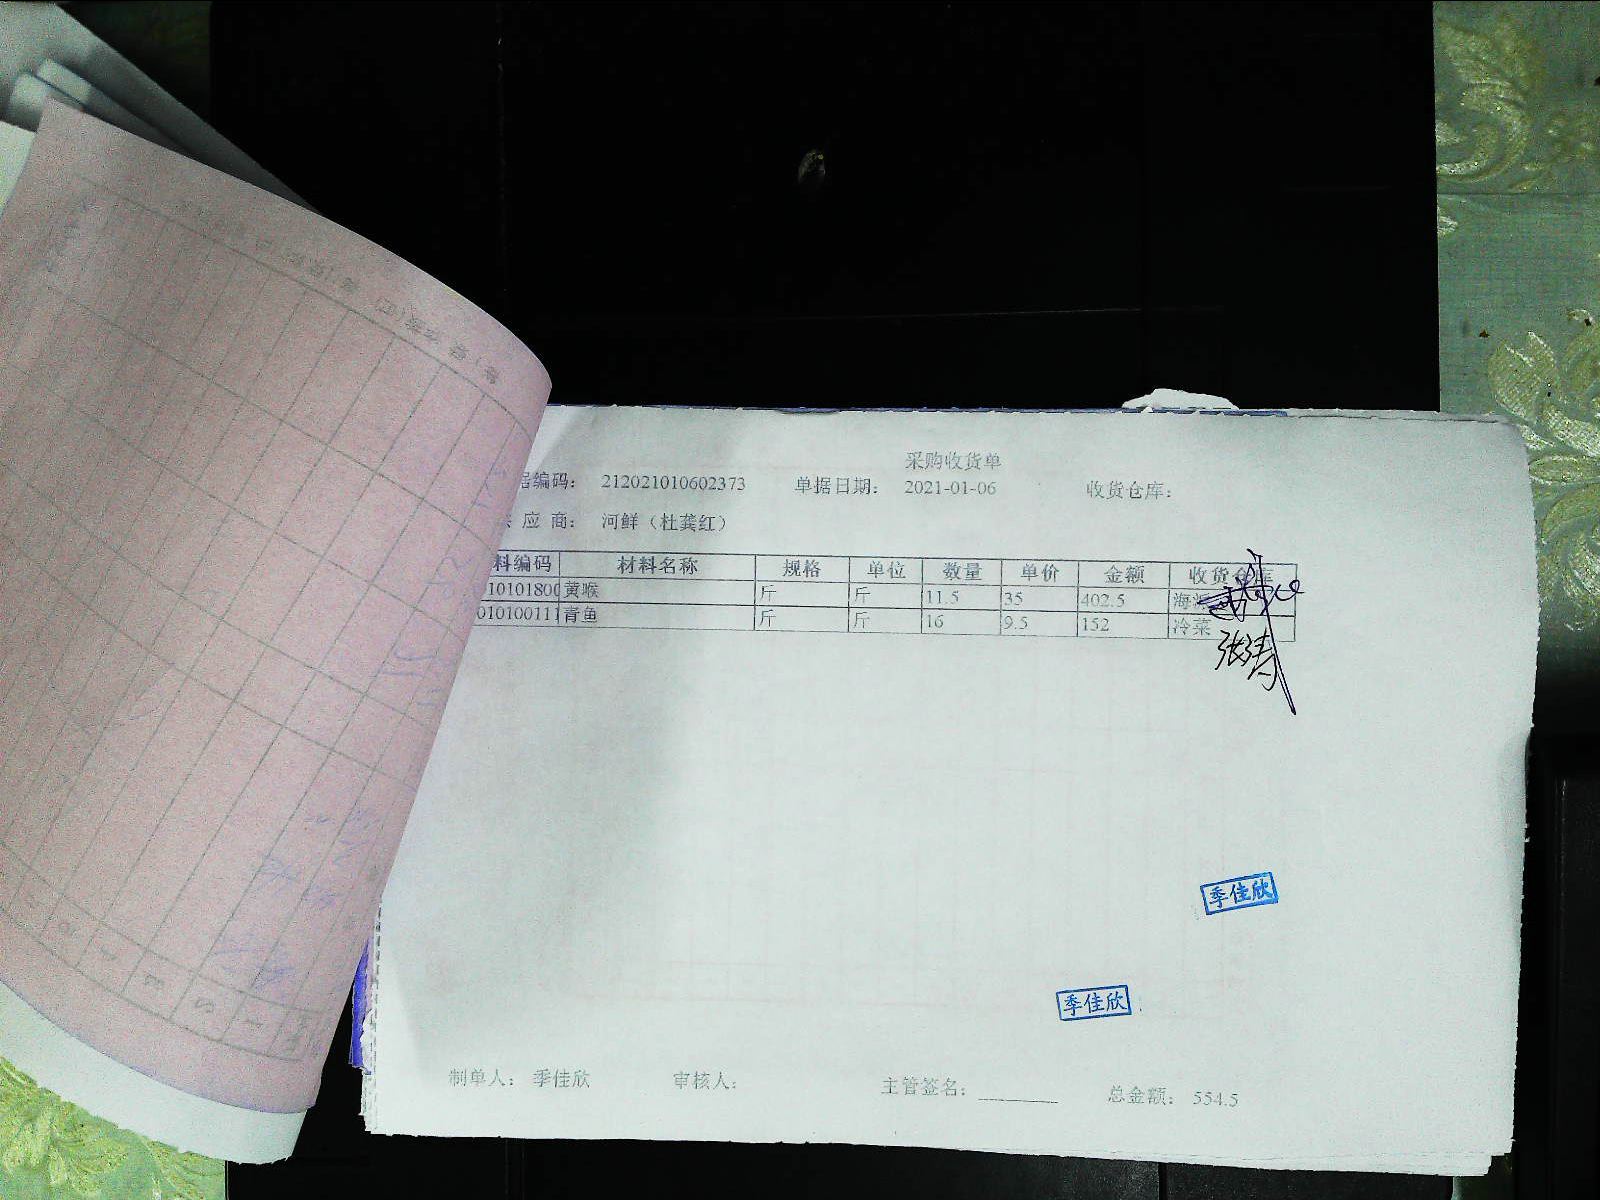 采购收货单
据编码： 212021010602373 单据日期： 2021-01-06 收货仓库：
应 商： 河鲜（杜龚红）
料编码 材料名称 规格 单位 数量 单价 金额 收货仓库
10101800 黄喉 斤 斤 11.5 35 402.5 海
01010011 青鱼 斤 斤 16 9.5 152 冷菜
张涛
季佳欣
季佳欣
制单人： 季佳欣 审核人： 主管签名： 总金额： 554.5